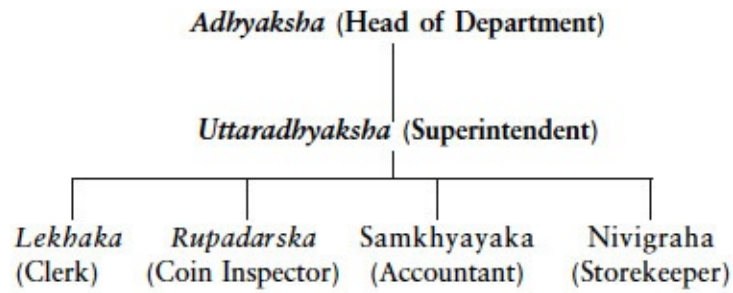 Adhyaksha (Head of Department)
Uttaradhyaksha (Superintendent)
Lekhaka Rupadarska Samkhyayaka Nivigraha
(Clerk) (Coin Inspector) (Accountant) (Storekeeper)